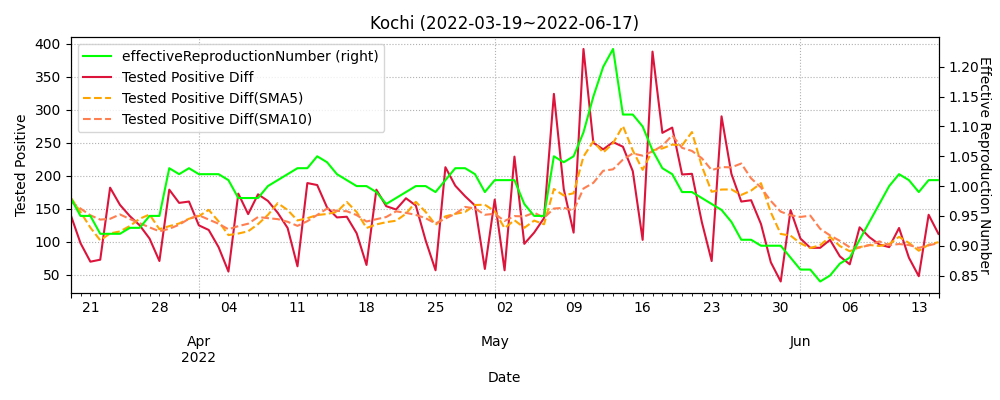 Kochi (2022-03-19~2022-06-17)
effectiveReproductionNumber (right)
Tested Positive Diff
Tested Positive Diff(SMA5)
Tested Positive Diff(SMA10)
Tested Positive
400
350
300
250
200
150
100
50
Effective Reproduction Number
1.20
1.15
1.10
1.05
1.00
0.95
0.90
0.85
21 28 04 11 18 25 02 09 16 23 30 06 13
Apr May Jun
2022
Date